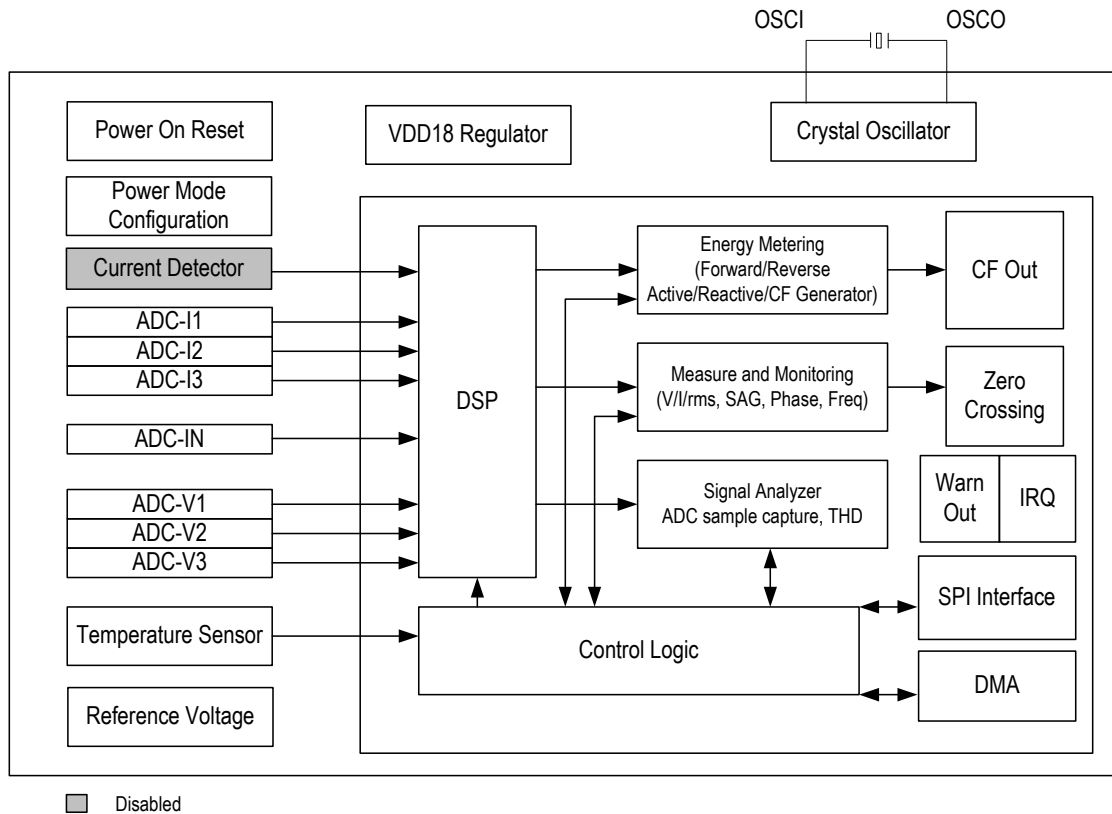 OSCI
OSCO
Power On Reset
VDD18 Regulator
Crystal Oscillator
Power Mode
Configuration
Current Detector
ADC-I1
ADC-I2
ADC-I3
ADC-IN
ADC-V1
ADC-V2
ADC-V3
Temperature Sensor
Reference Voltage
DSP
Energy Metering
(Forward/Reverse
Active/Reactive/CF Generator)
CF Out
Measure and Monitoring
(V/I/rms, SAG, Phase, Freq)
Zero
Crossing
Signal Analyzer
ADC sample capture, THD
Warn
Out
IRQ
SPI Interface
Control Logic
DMA
Disabled